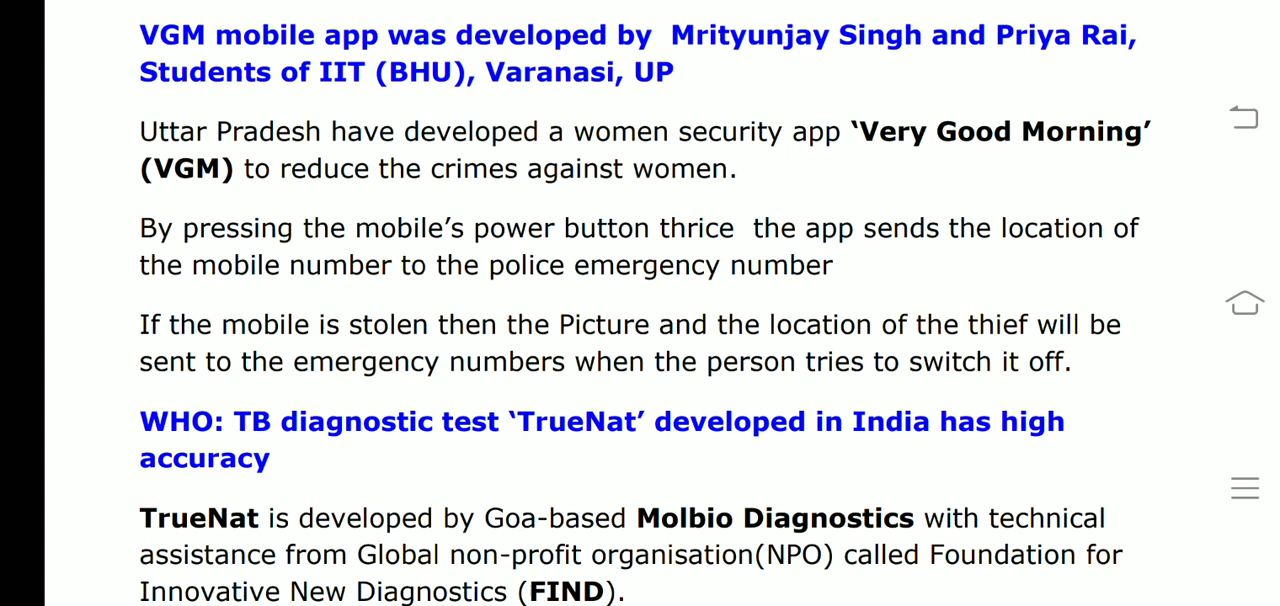 VGM mobile app was developed by  Mrityunjay Singh and Priya Rai,
Students of IIT (BHU), Varanasi, UP
Uttar Pradesh have developed a women security app ‘Very Good Morning’
(VGM) to reduce the crimes against women.
By pressing the mobile’s power button thrice  the app sends the location of
the mobile number to the police emergency number
If the mobile is stolen then the Picture and the location of the thief will be
sent to the emergency numbers when the person tries to switch it off.
WHO: TB diagnostic test ‘TrueNat’ developed in India has high
accuracy
TrueNat is developed by Goa-based Molbio Diagnostics with technical
assistance from Global non-profit organisation(NPO) called Foundation for
Innovative New Diagnostics (FIND).